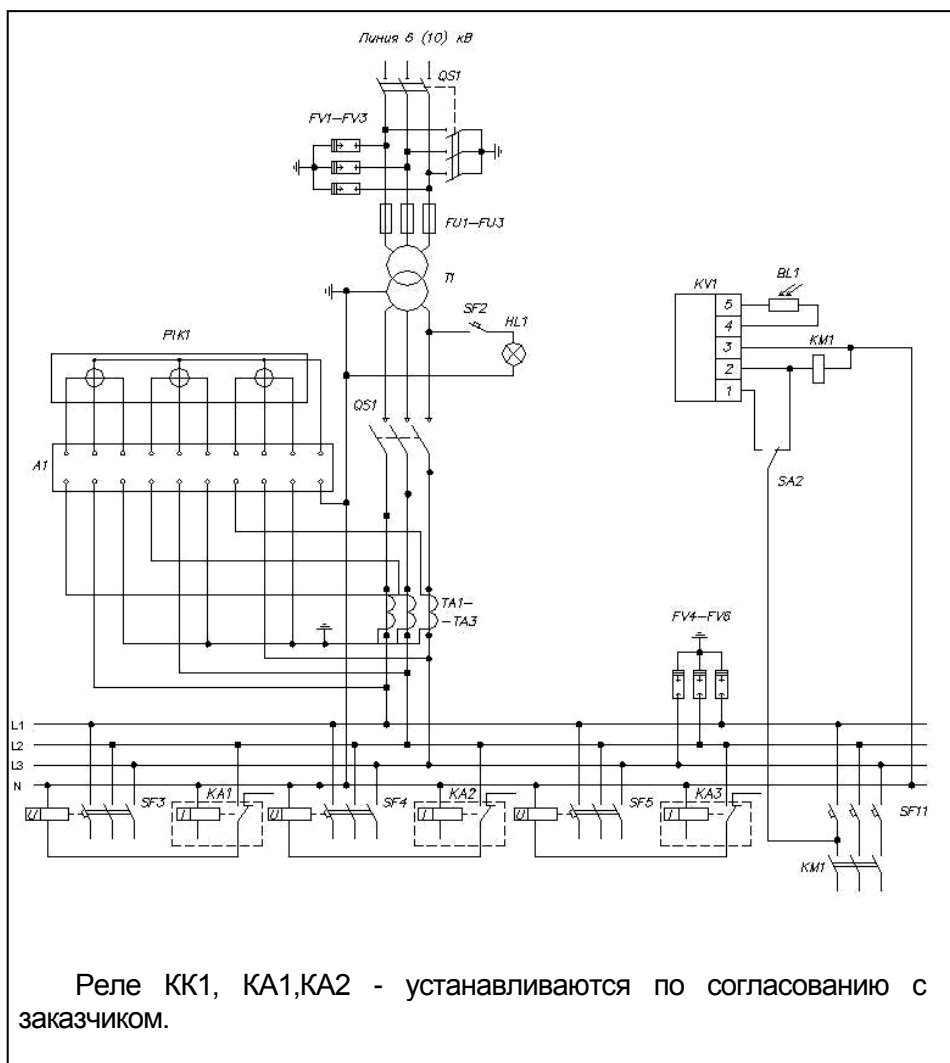 Линия 6 (10) кВ
QS1
FV1-FV3
FU1-FU3
T1
SF2
HL1
BL1
KV1
5
4
3
2
1
KM1
PIK1
QS1
A1
SA2
TA1-
-TA3
FV4-FV6
L1
L2
L3
N
U
SF3
I
KA1
U
SF4
I
KA2
U
SF5
I
KA3
SF11
KM1
Реле КК1, КА1,КА2 - устанавливаются по согласованию с
заказчиком.